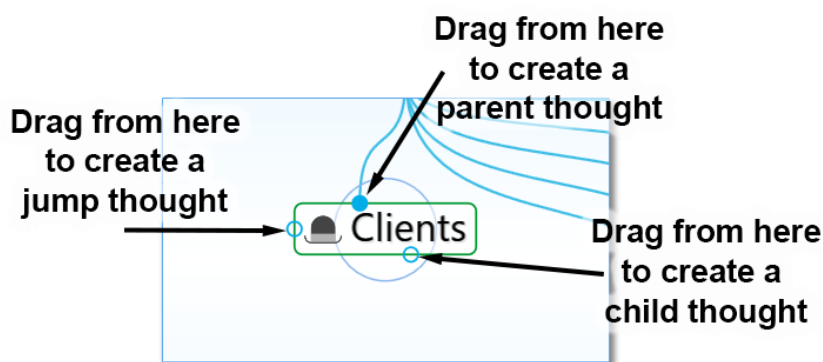 Drag from here
to create a
parent thought
Drag from here
to create a
jump thought
Clients
Drag from here
to create a
child thought